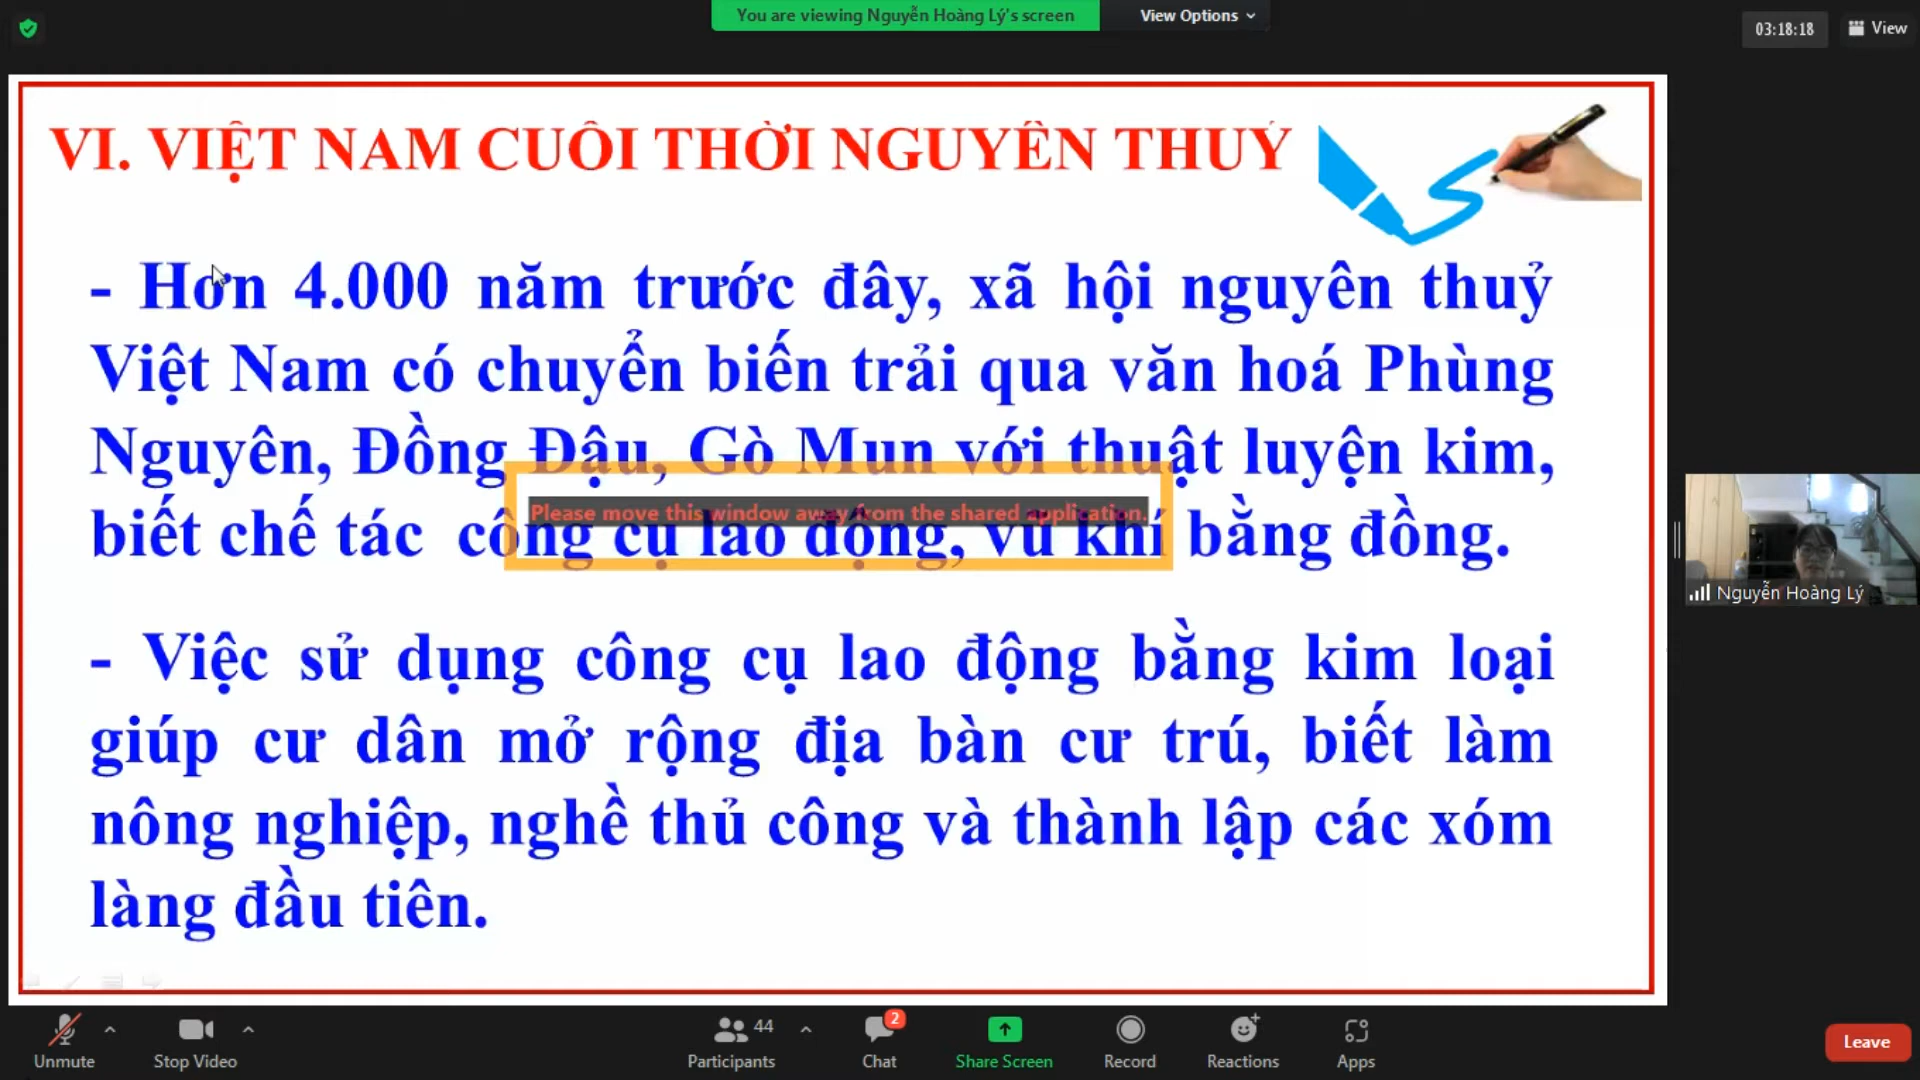 You are viewing Nguyễn Hoàng Lý's screen
View Options
03:18:18
View
VI. VIỆT NAM CUỐI THỜI NGUYÊN THUỶ
- Hơn 4.000 năm trước đây, xã hội nguyên thuỷ
Việt Nam có chuyển biến trải qua văn hoá Phùng
Nguyên, Đồng Đậu, Gò Mun với thuật luyện kim,
Please move this window away from the shared application.
biết chế tác công cụ lao động, vũ khí bằng đồng.
- Việc sử dụng công cụ lao động bằng kim loại
giúp cư dân mở rộng địa bàn cư trú, biết làm
nông nghiệp, nghề thủ công và thành lập các xóm
làng đầu tiên.
Nguyễn Hoàng Lý
Unmute
Stop Video
44
Participants
2
Chat
Share Screen
Record
Reactions
Apps
Leave